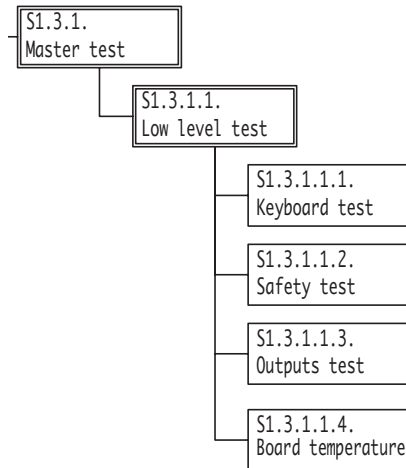 S1.3.1.
Master test
S1.3.1.1.
Low level test
S1.3.1.1.1.
Keyboard test
S1.3.1.1.2.
Safety test
S1.3.1.1.3.
Outputs test
S1.3.1.1.4.
Board temperature